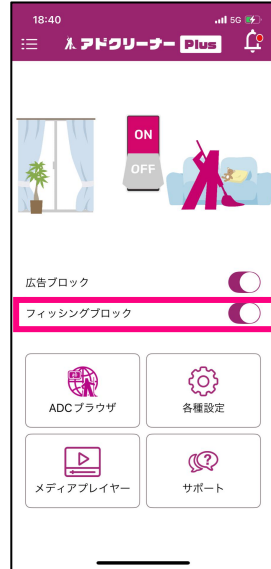 18:40 5G
アドクリーナー Plus
ON
OFF
広告ブロック
フィッシングブロック
ADCブラウザ 各種設定
メディアプレイヤー サポート